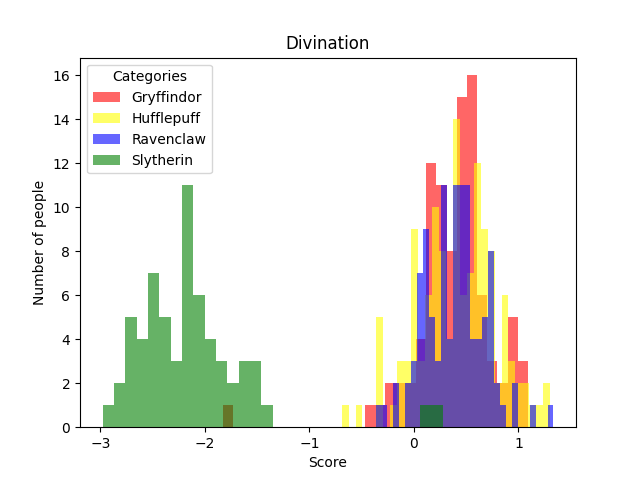 Divination
Number of people
16
14
12
10
8
6
4
2
0
Categories
Gryffindor
Hufflepuff
Ravenclaw
Slytherin
−3
−2
−1
0
1
Score